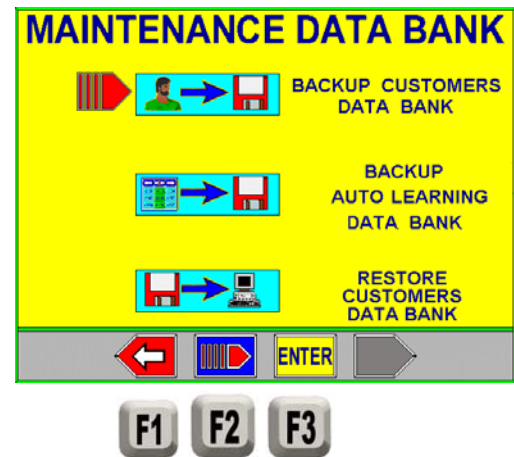 MAINTENANCE DATA BANK
BACKUP CUSTOMERS
DATA BANK
BACKUP
AUTO LEARNING
DATA BANK
RESTORE
CUSTOMERS
DATA BANK
ENTER
F1 F2 F3